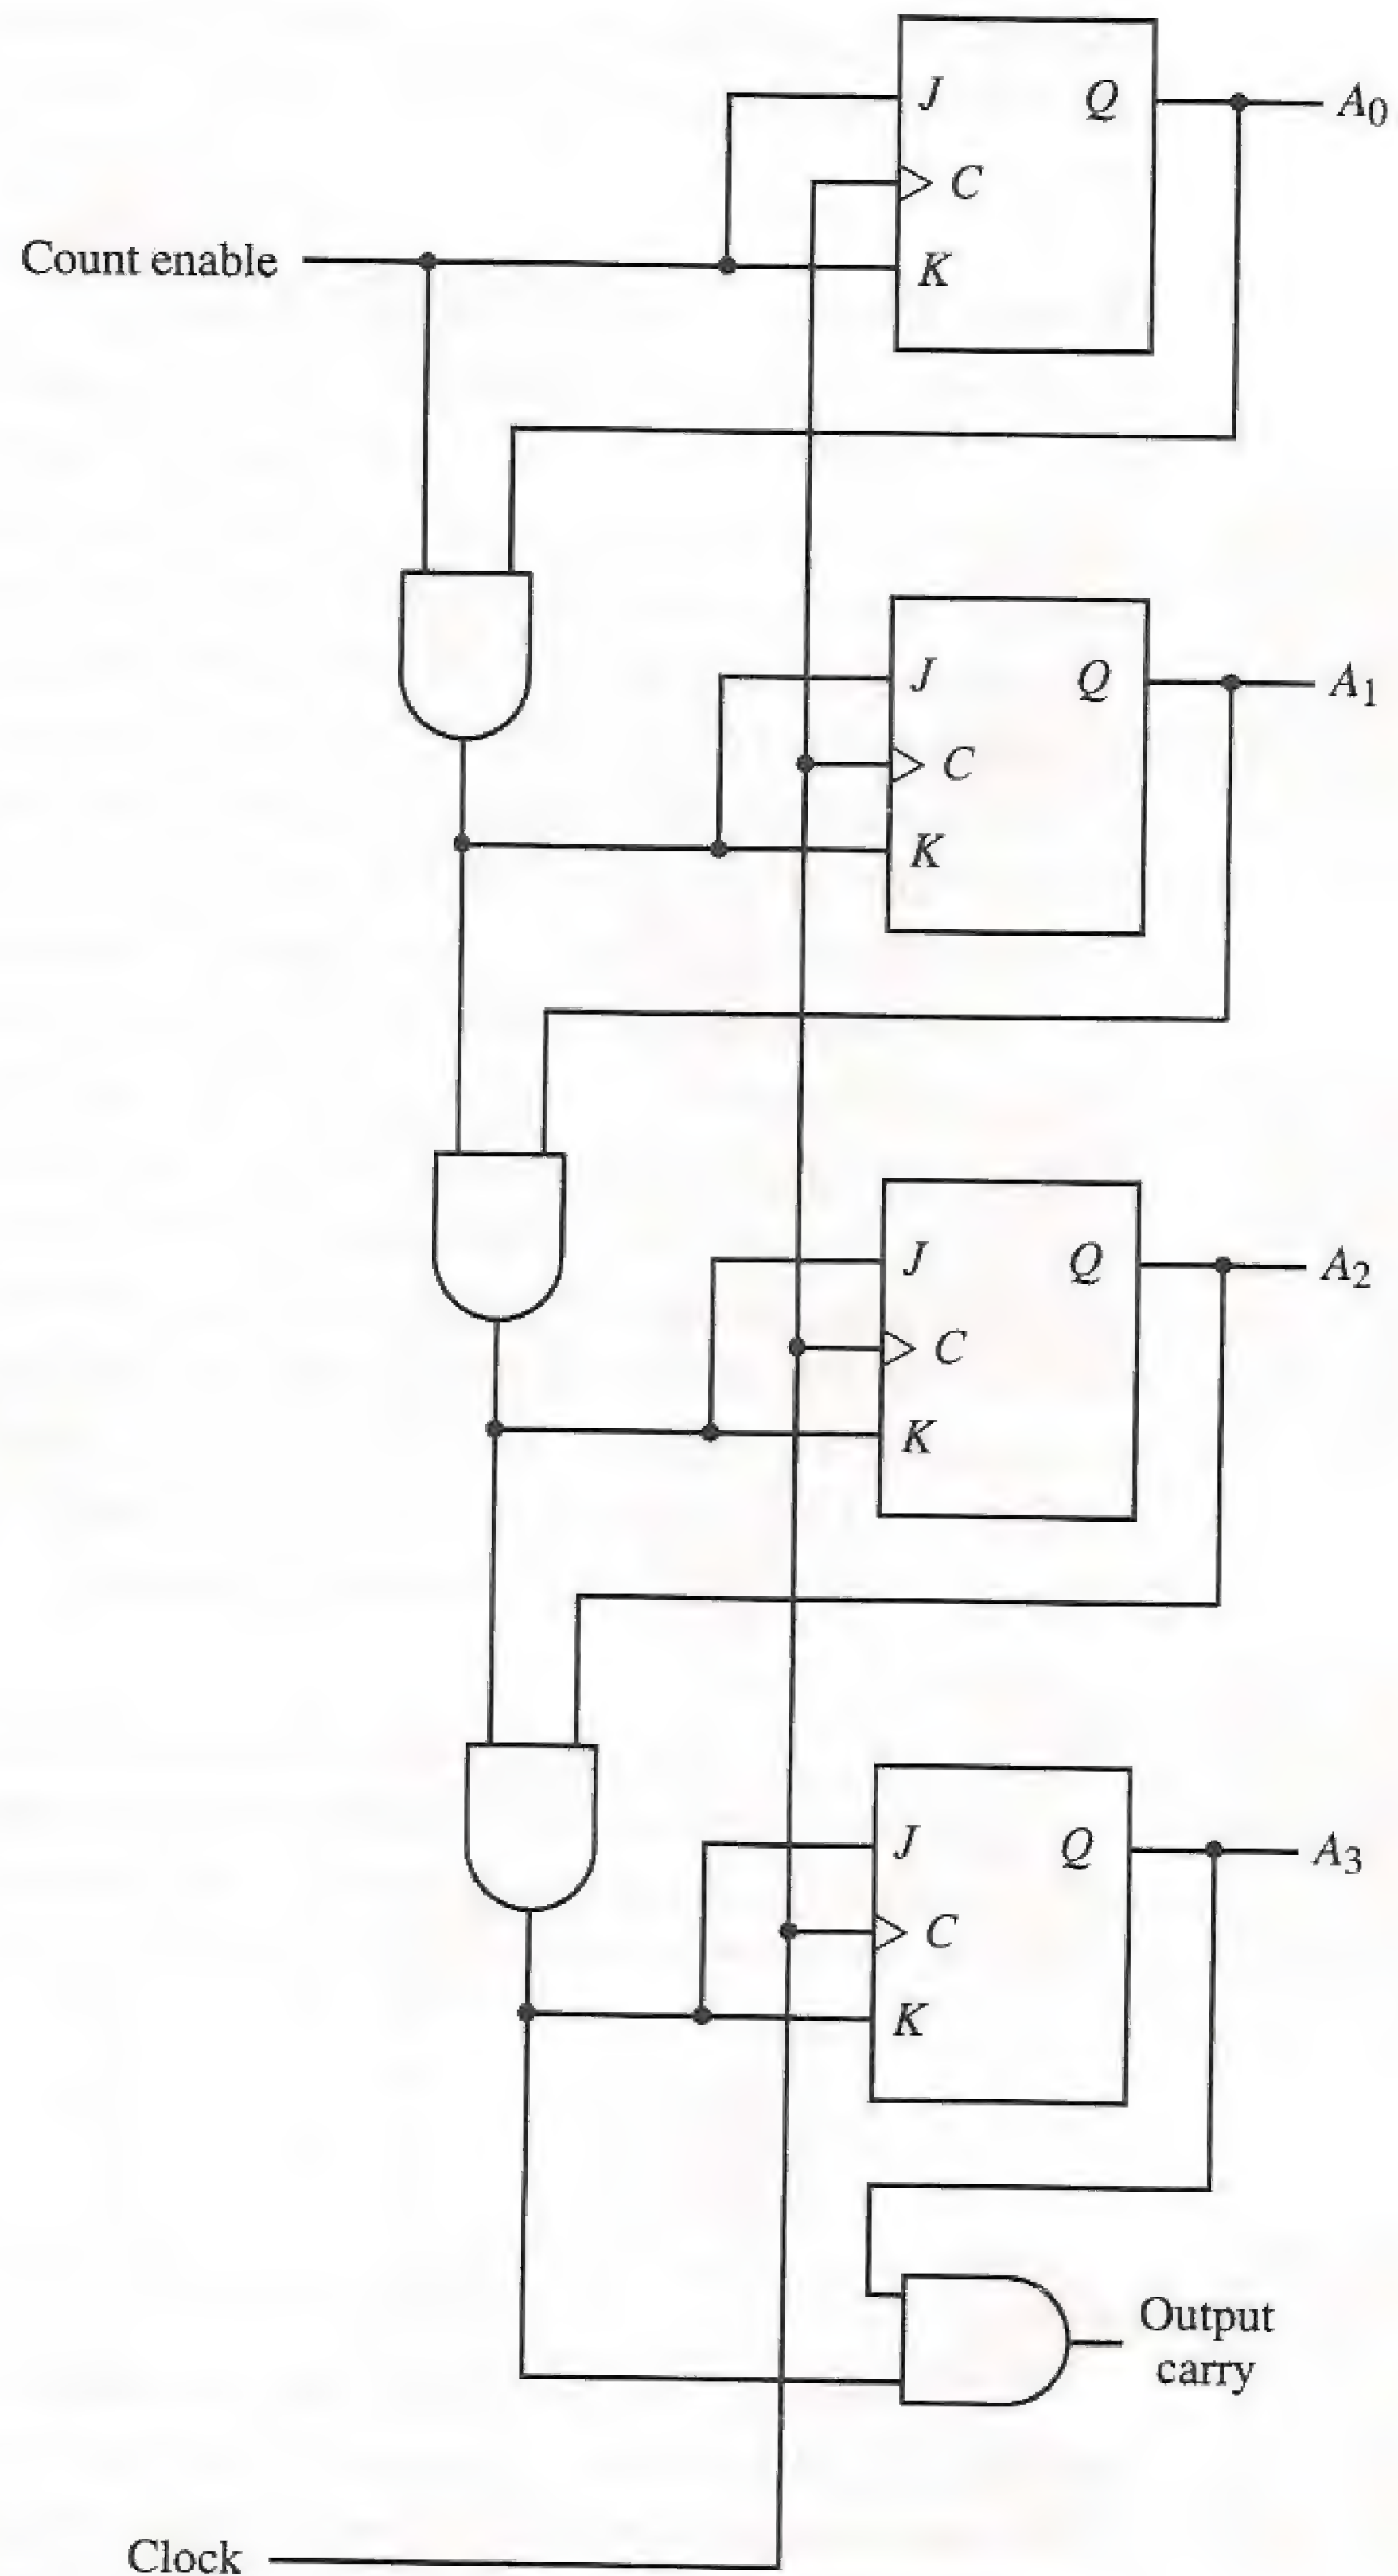 J Q A0
C
Count enable
K
J Q A1
C
K
J Q A2
C
K
J Q A3
C
K
Output
carry
Clock